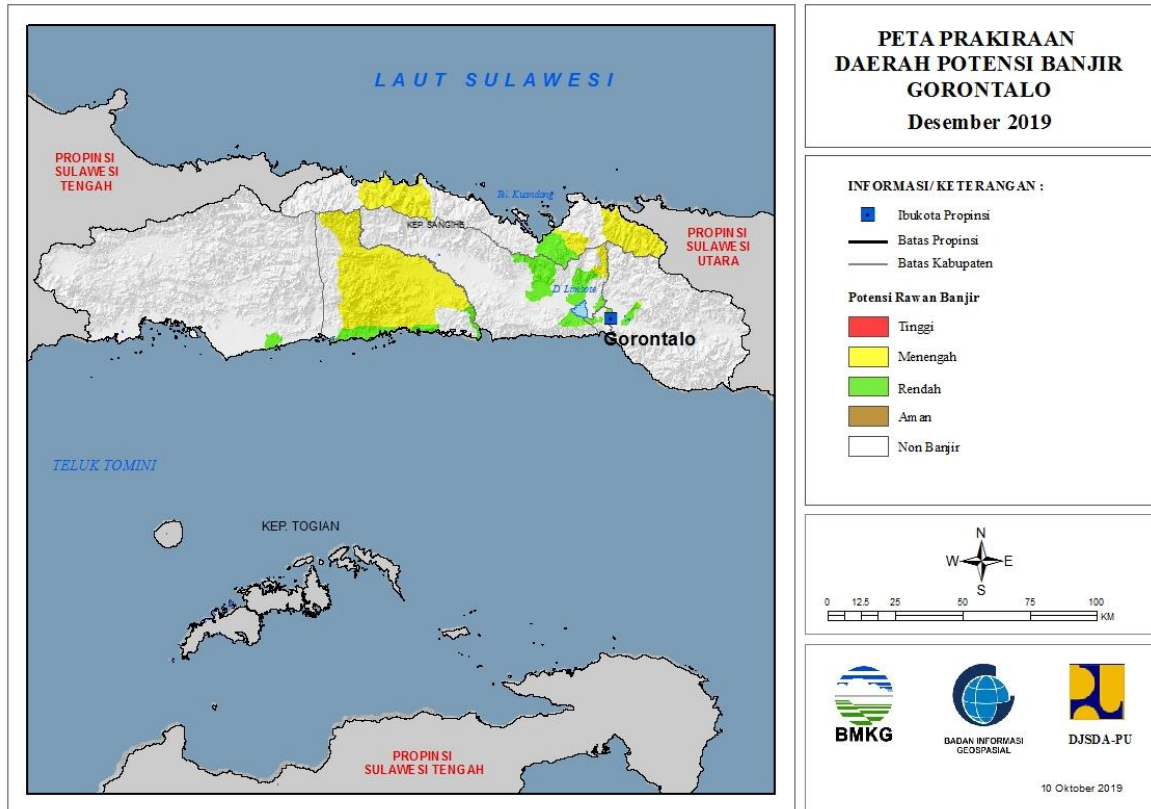 LAUT SULAWESI
PROPINSI
SULAWESI
TENGAH
Tel. Kuandang
KEP. SANGIHE
PROPINSI
SULAWESI
UTARA
D. Limboto
Gorontalo
TELUK TOMINI
KEP. TOGIAN
PROPINSI
SULAWESI TENGAH
PETA PRAKIRAAN
DAERAH POTENSI BANJIR
GORONTALO
Desember 2019
INFORMASI/ KETERANGAN :
Ibukota Propinsi
Batas Propinsi
Batas Kabupaten
Potensi Rawan Banjir
Tinggi
Menengah
Rendah
Aman
Non Banjir
N
W E
S
0 12.5 25 50 75 100
KM
BMKG
BADAN INFORMASI
GEOSPASIAL
DJSDA-PU
10 Oktober 2019